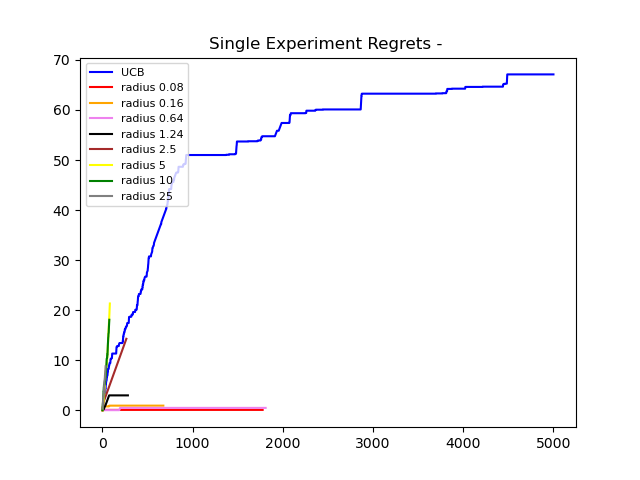 Single Experiment Regrets -
70
60
50
40
30
20
10
0
UCB
radius 0.08
radius 0.16
radius 0.64
radius 1.24
radius 2.5
radius 5
radius 10
radius 25
0 1000 2000 3000 4000 5000